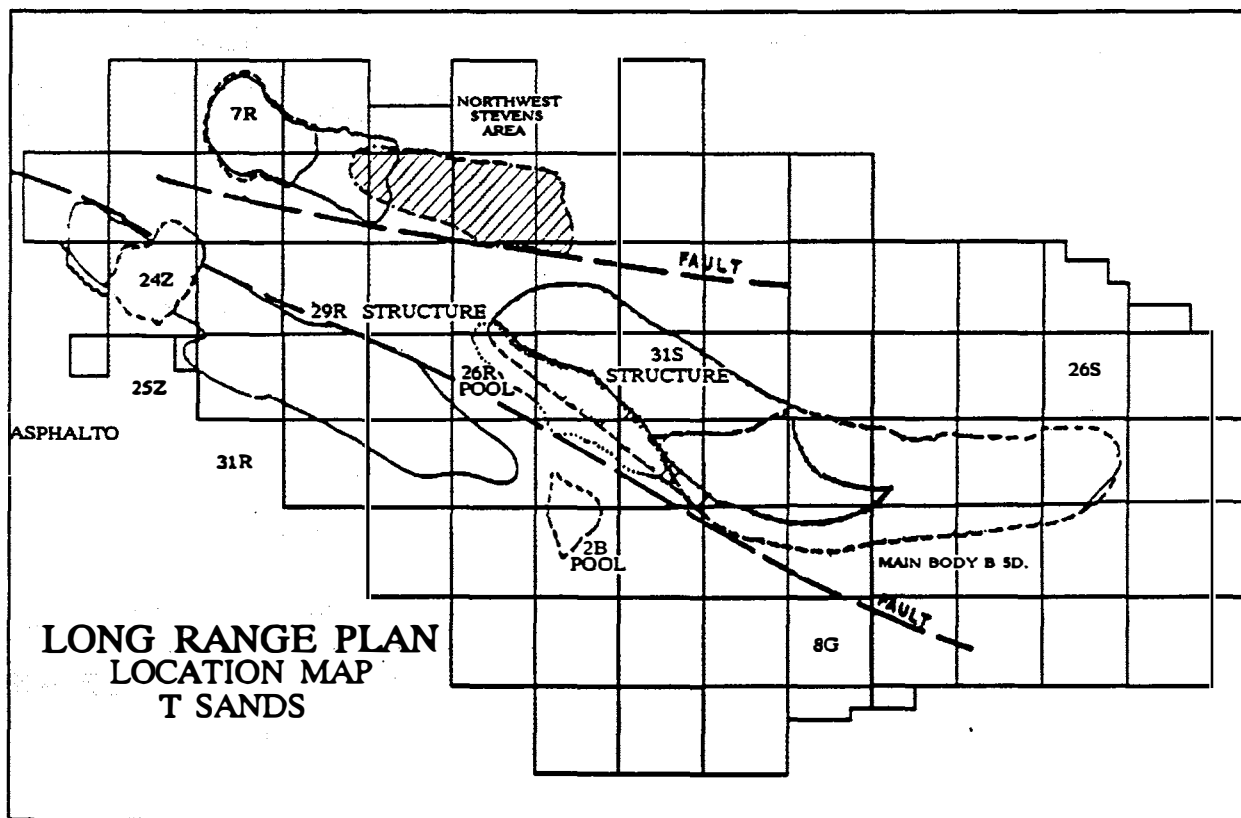 7R
NORTHWEST
STEVENS
AREA
FAULT
24Z
29R STRUCTURE
31S
STRUCTURE
26R
POOL
26S
25Z
ASPHALTO
31R
2B
POOL
MAIN BODY B SD.
FAULT
8G
LONG RANGE PLAN
LOCATION MAP
T SANDS